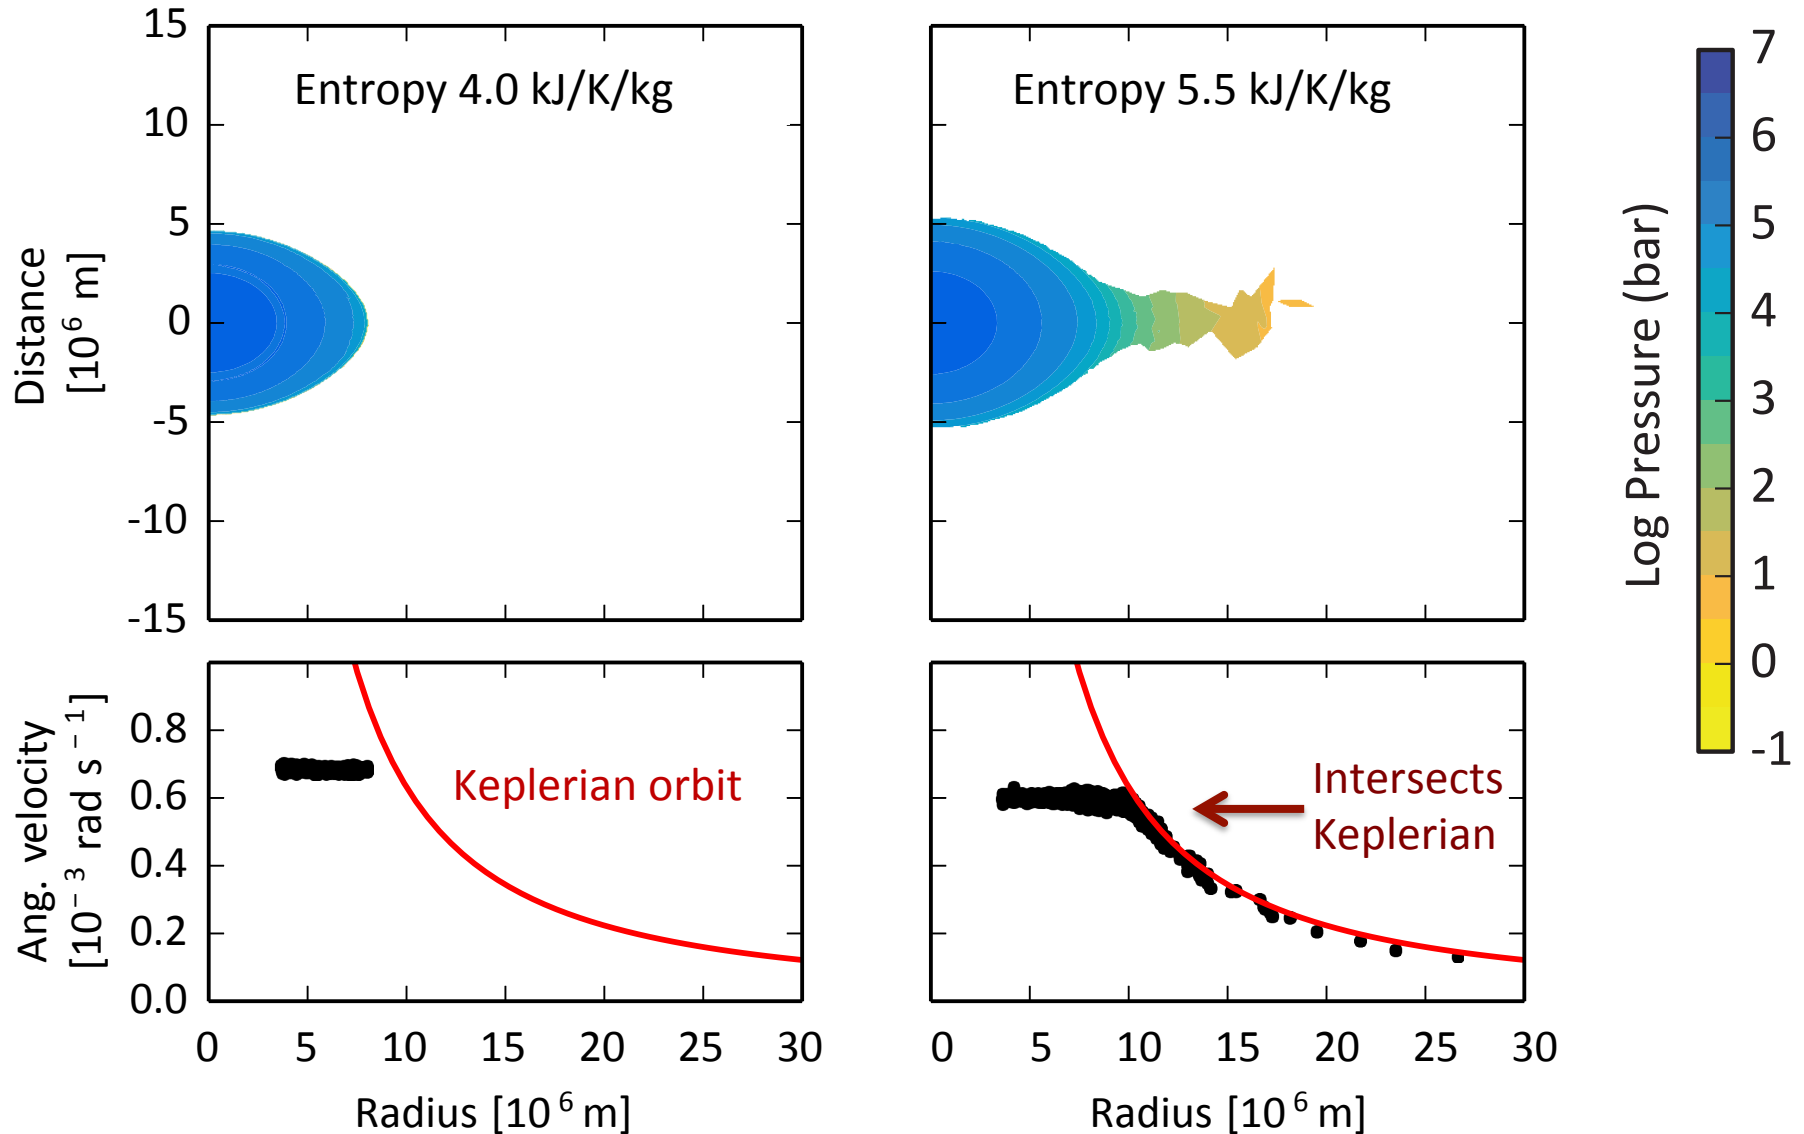 Entropy 4.0 kJ/K/kg
Entropy 5.5 kJ/K/kg
15
10
5
0
-5
-10
-15
Distance
[10⁶ m]
7
6
5
4
3
2
1
0
-1
Log Pressure (bar)
Keplerian orbit
Intersects
Keplerian
0.8
0.6
0.4
0.2
0.0
Ang. velocity
[10⁻³ rad s⁻¹]
0 5 10 15 20 25 30
0 5 10 15 20 25 30
Radius [10⁶ m]
Radius [10⁶ m]